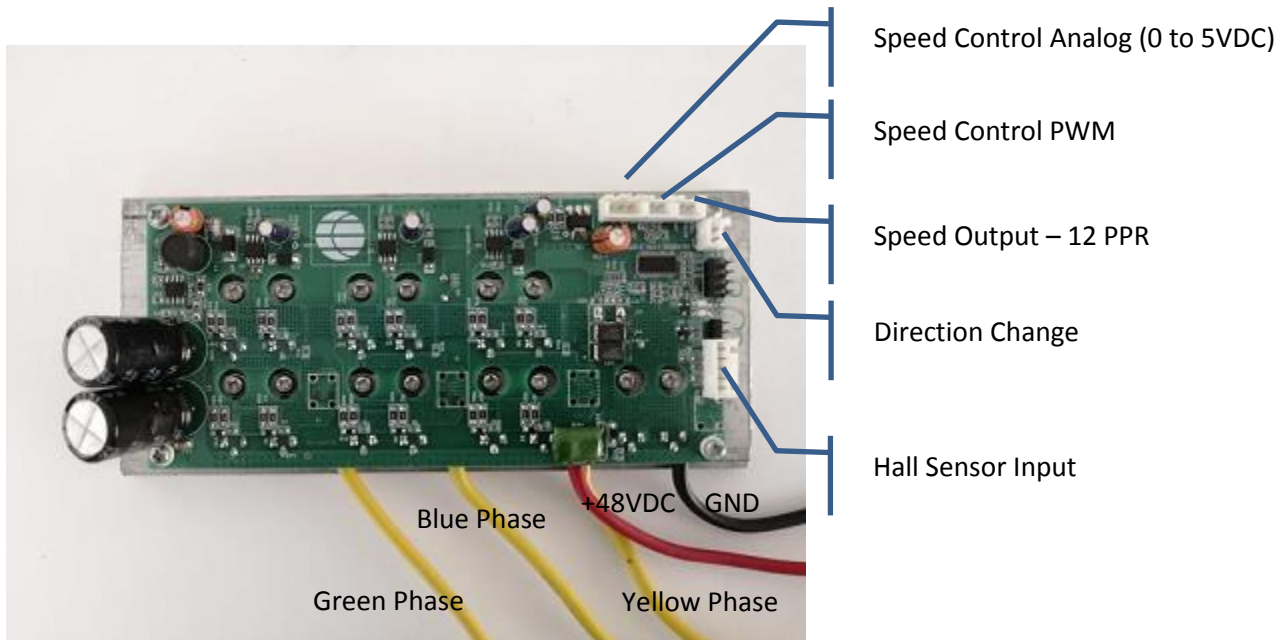 Speed Control Analog (0 to 5VDC)
Speed Control PWM
Speed Output – 12 PPR
Direction Change
Hall Sensor Input
+48VDC
GND
Blue Phase
Green Phase
Yellow Phase